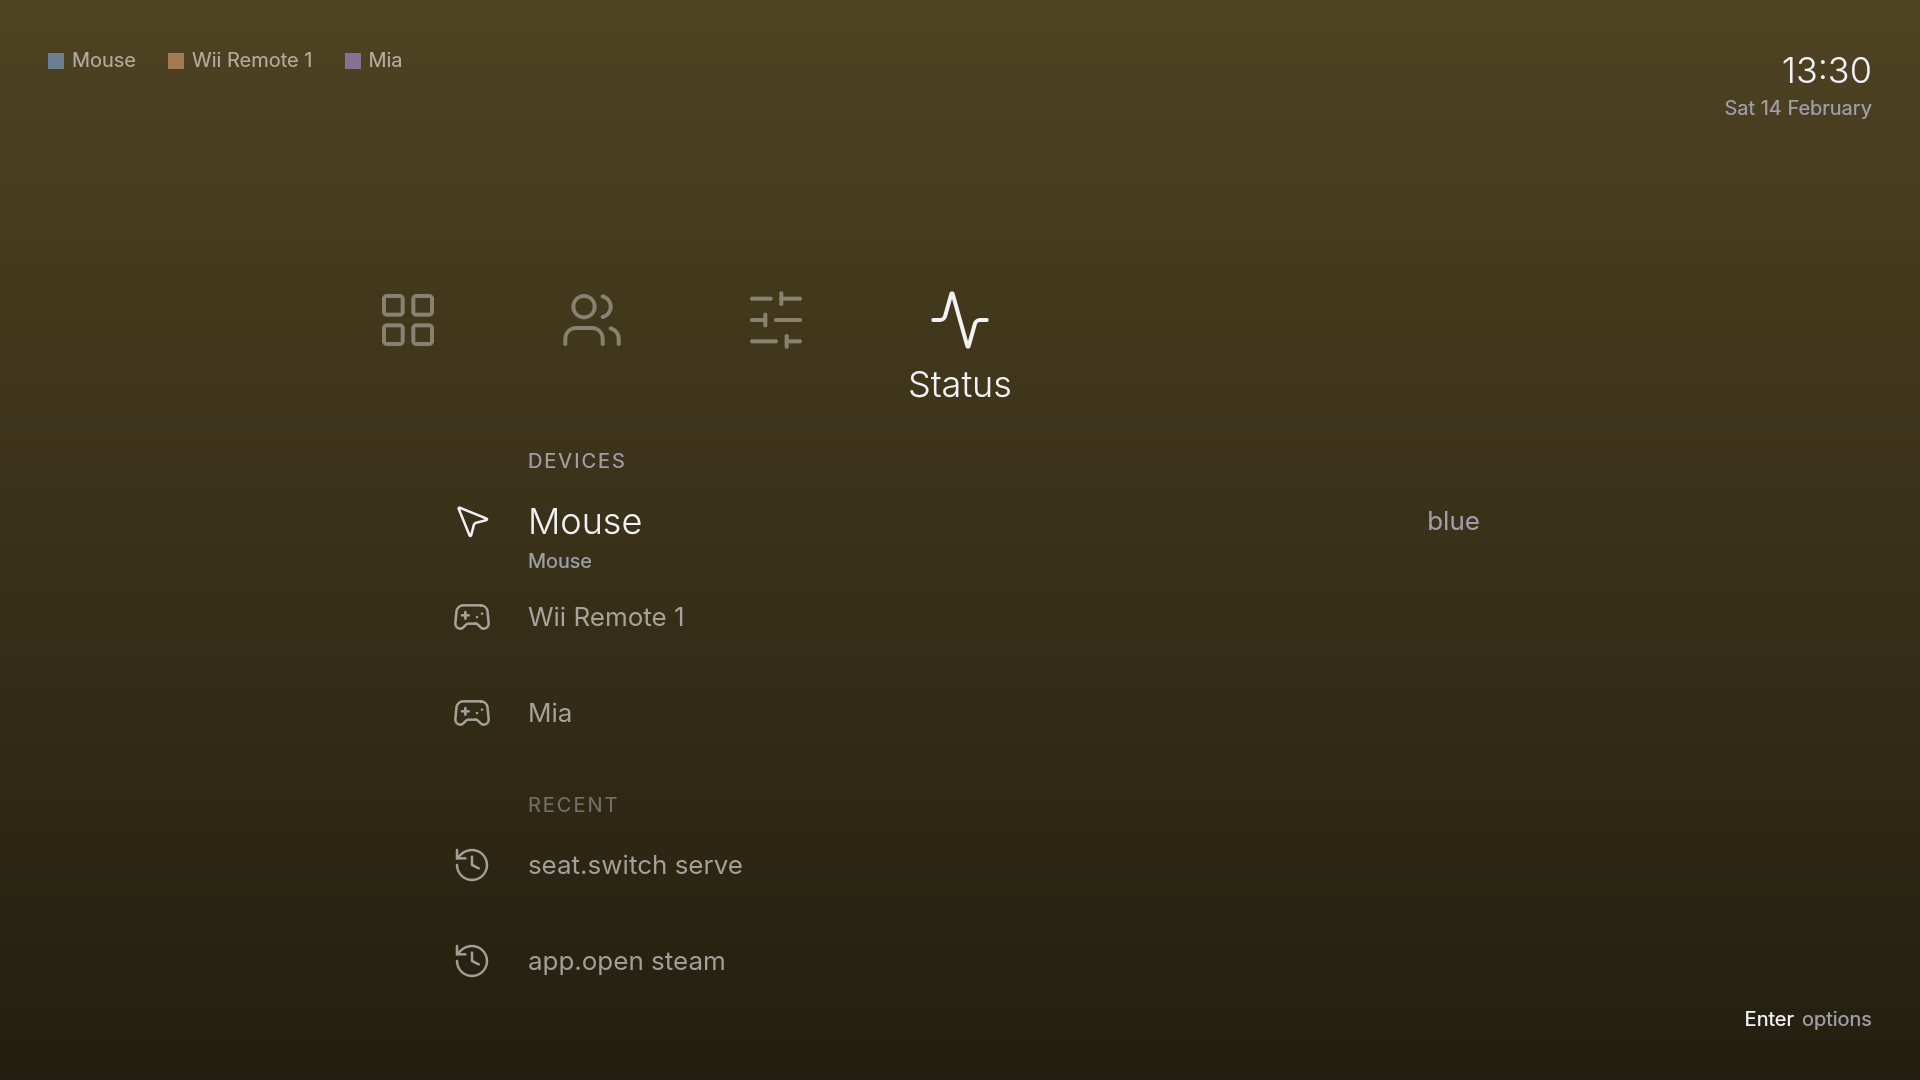 Mouse Wii Remote 1 Mia
13:30
Sat 14 February
Status
DEVICES
Mouse blue
Mouse
Wii Remote 1
Mia
RECENT
seat.switch serve
app.open steam
Enter options